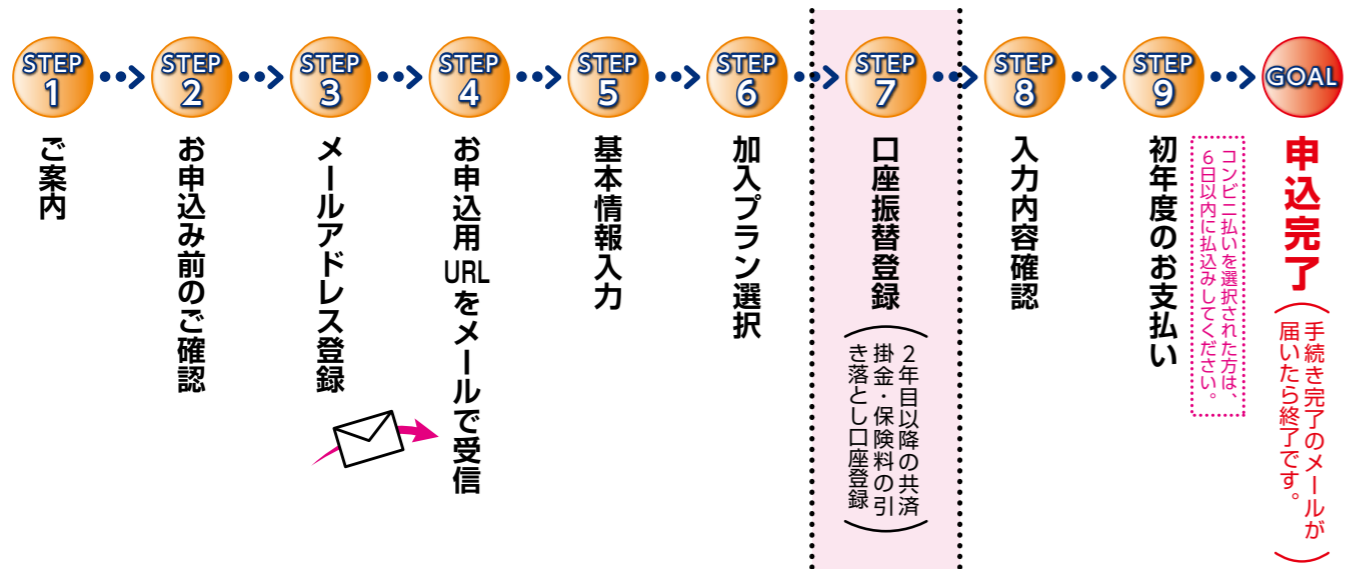 STEP
1
ご案内
STEP
2
お申込み前のご確認
STEP
3
メールアドレス登録
STEP
4
お申込用URLをメールで受信
STEP
5
基本情報入力
STEP
6
加入プラン選択
STEP
7
口座振替登録
(2年目以降の共済
掛金・保険料の引
き落とし口座登録)
STEP
8
入力内容確認
STEP
9
初年度のお支払い
コンビニ払いを選択された方は、
6日以内に払込みしてください。
GOAL
申込完了
(手続き完了のメールが
届いたら終了です。)